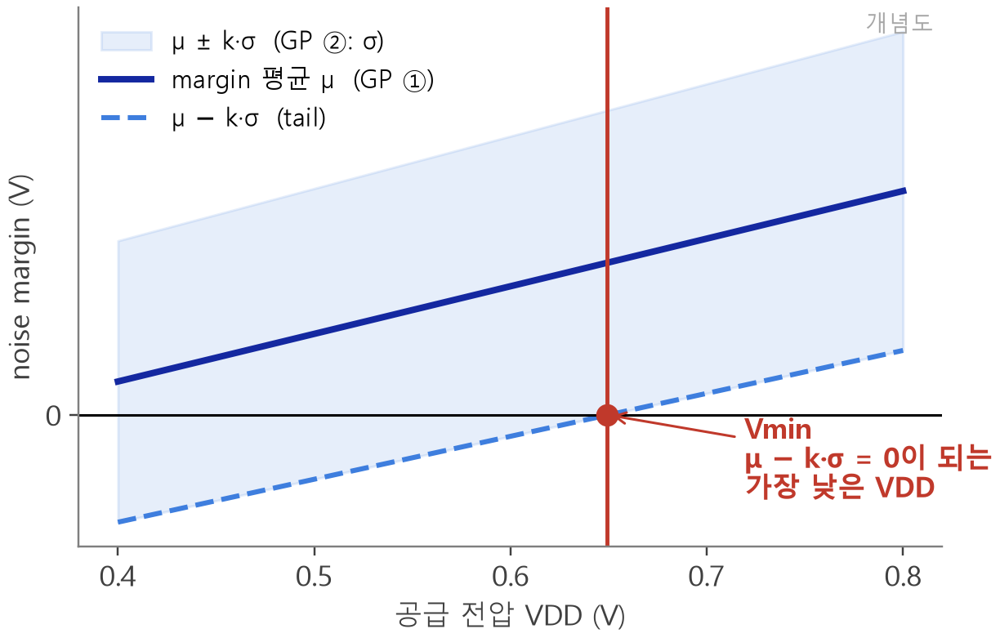 개념도
μ ± k·σ (GP ②: σ)
margin 평균 μ (GP ①)
μ − k·σ (tail)
noise margin (V)
0
Vmin
μ − k·σ = 0이 되는
가장 낮은 VDD
0.4 0.5 0.6 0.7 0.8
공급 전압 VDD (V)